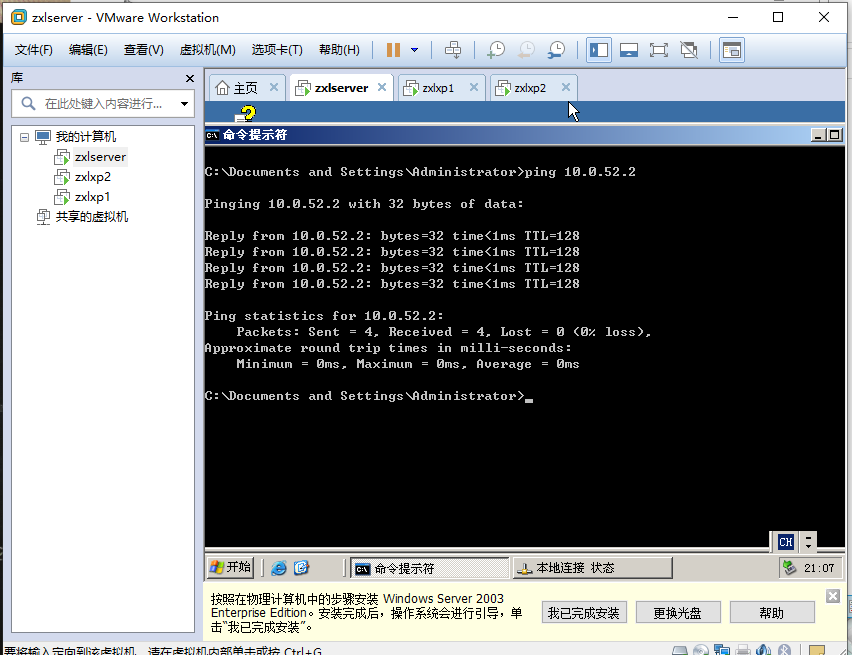 zxlserver - VMware Workstation
文件(F) 编辑(E) 查看(V) 虚拟机(M) 选项卡(T) 帮助(H)
库
在此处键入内容进行...
我的计算机
zxlserver
zxlxp2
zxlxp1
共享的虚拟机
主页 zxlserver zxlxp1 zxlxp2
命令提示符
C:\Documents and Settings\Administrator>ping 10.0.52.2
Pinging 10.0.52.2 with 32 bytes of data:
Reply from 10.0.52.2: bytes=32 time<1ms TTL=128
Reply from 10.0.52.2: bytes=32 time<1ms TTL=128
Reply from 10.0.52.2: bytes=32 time<1ms TTL=128
Reply from 10.0.52.2: bytes=32 time<1ms TTL=128
Ping statistics for 10.0.52.2:
Packets: Sent = 4, Received = 4, Lost = 0 (0% loss),
Approximate round trip times in milli-seconds:
Minimum = 0ms, Maximum = 0ms, Average = 0ms
C:\Documents and Settings\Administrator>
CH
开始 命令提示符 本地连接 状态 21:07
按照在物理计算机中的步骤安装 Windows Server 2003
Enterprise Edition。安装完成后，操作系统会进行引导，单
击“我已完成安装”。
我已完成安装 更换光盘 帮助
要将输入定向到该虚拟机，请在虚拟机内部单击或按 Ctrl+G。